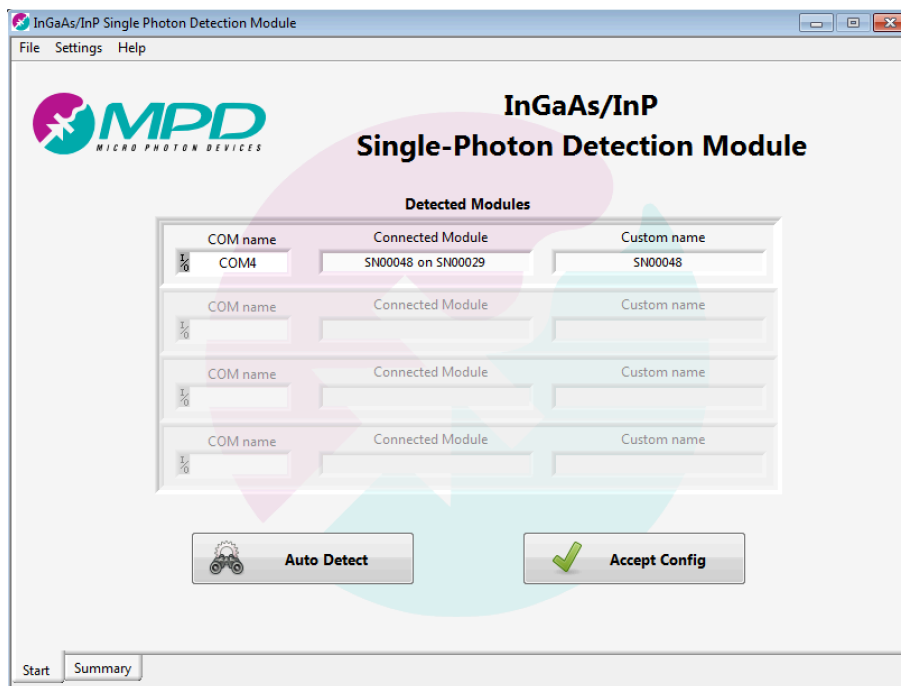 InGaAs/InP Single Photon Detection Module
File Settings Help
MPD
MICRO PHOTON DEVICES
InGaAs/InP
Single-Photon Detection Module
Detected Modules
COM name Connected Module Custom name
I/O COM4 SN00048 on SN00029 SN00048
COM name Connected Module Custom name
I/O
COM name Connected Module Custom name
I/O
COM name Connected Module Custom name
I/O
Auto Detect Accept Config
Start Summary